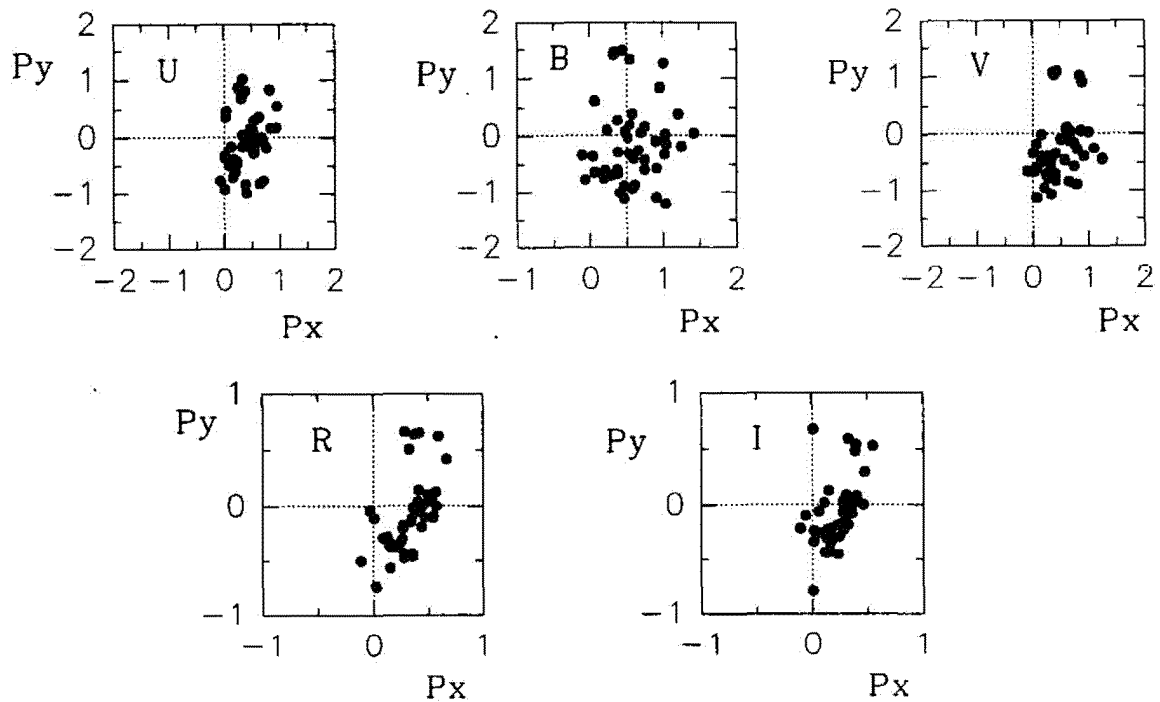 2 2 2
Py U Py B Py V
1 1 1
0 0 0
−1 −1 −1
−2 −2 −2
−2 −1 0 1 2 −1 0 1 2 −2 −1 0 1 2
Px Px Px
1 1
Py R Py I
0 0
−1 −1
−1 0 1 −1 0 1
Px Px